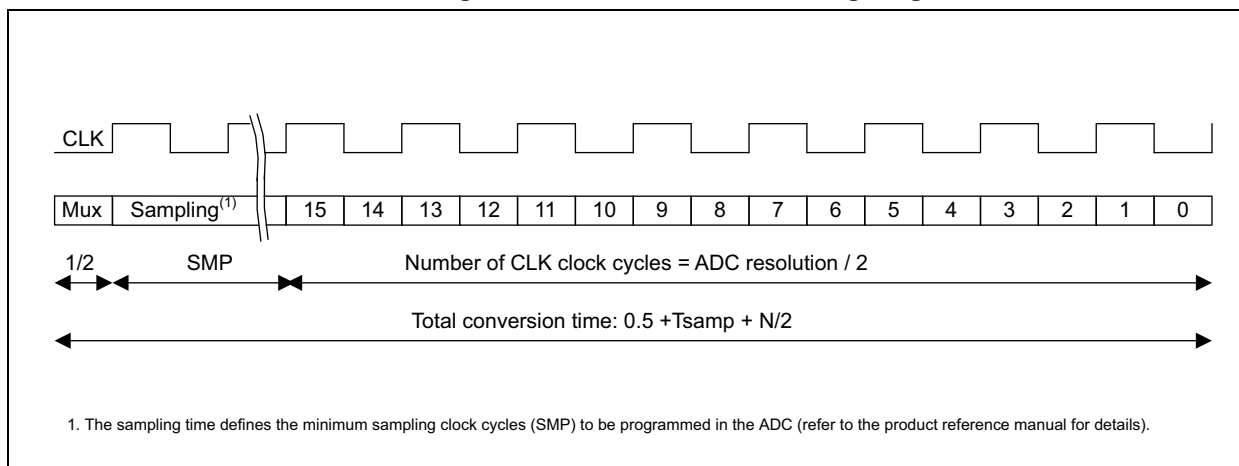 CLK
Mux Sampling(1) 15 14 13 12 11 10 9 8 7 6 5 4 3 2 1 0
1/2 SMP Number of CLK clock cycles = ADC resolution / 2
Total conversion time: 0.5 +Tsamp + N/2
1. The sampling time defines the minimum sampling clock cycles (SMP) to be programmed in the ADC (refer to the product reference manual for details).